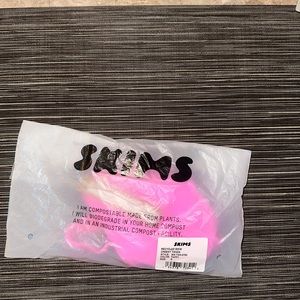 SKIMS
I AM COMPOSTABLE MADE FROM PLANTS.
I WILL BIODEGRADE IN YOUR HOME COMPOST
AND IN AN INDUSTRIAL COMPOST FACILITY.
SKIMS